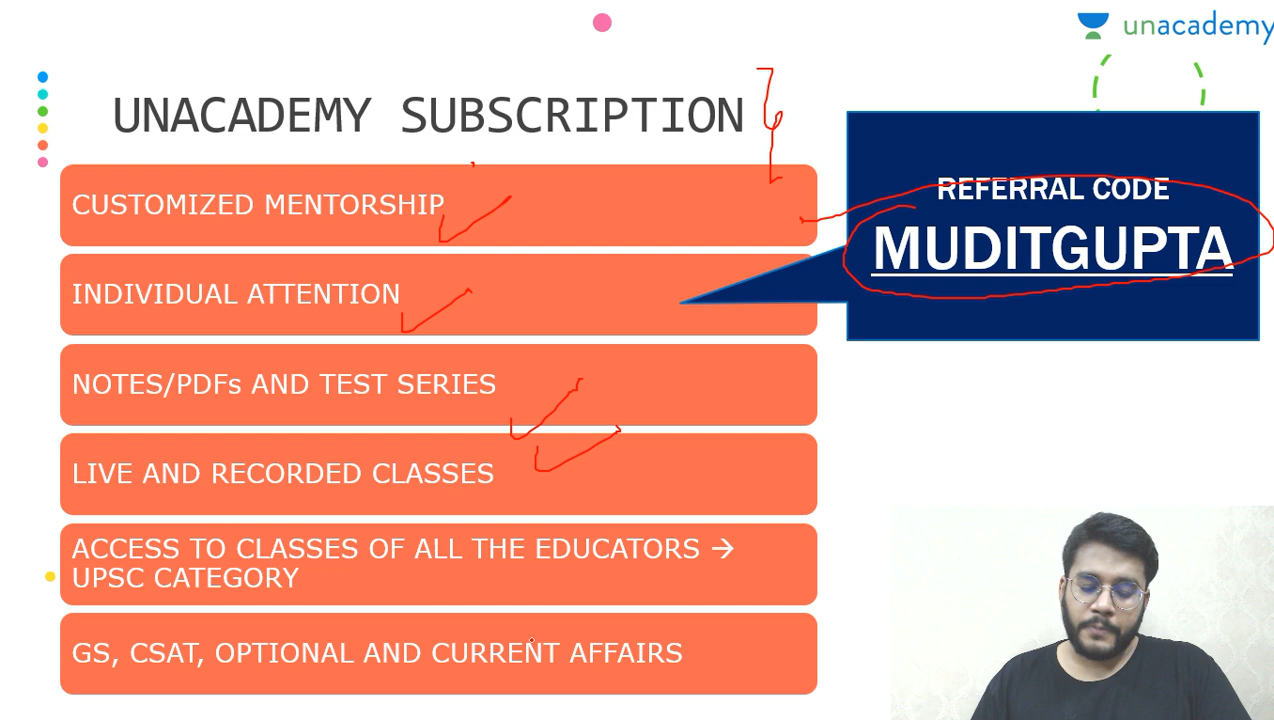 unacademy
UNACADEMY SUBSCRIPTION
CUSTOMIZED MENTORSHIP
INDIVIDUAL ATTENTION
NOTES/PDFs AND TEST SERIES
LIVE AND RECORDED CLASSES
ACCESS TO CLASSES OF ALL THE EDUCATORS →
UPSC CATEGORY
GS, CSAT, OPTIONAL AND CURRENT AFFAIRS
REFERRAL CODE
MUDITGUPTA